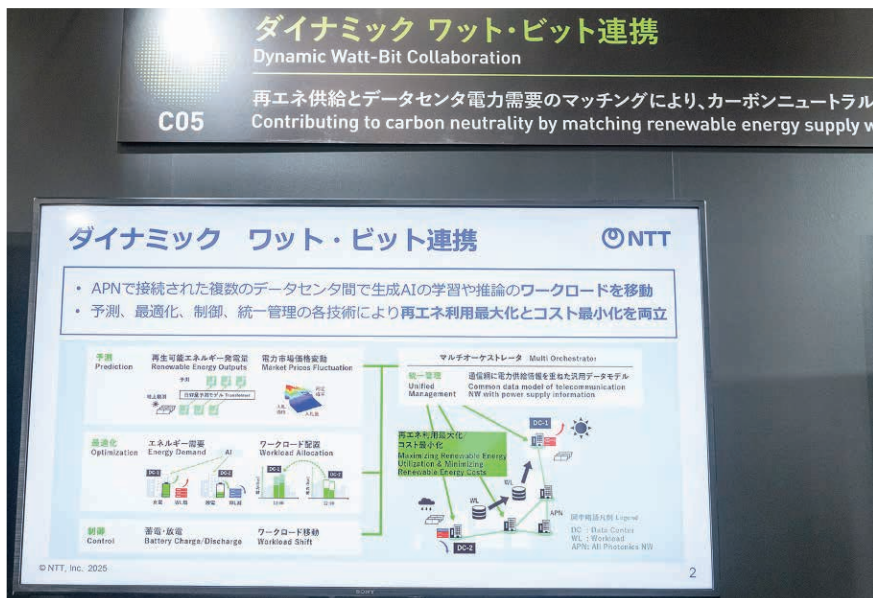 ダイナミック ワット・ビット連携
Dynamic Watt-Bit Collaboration
再エネ供給とデータセンタ電力需要のマッチングにより、カーボンニュートラル
C05
Contributing to carbon neutrality by matching renewable energy supply w
ダイナミック ワット・ビット連携
NTT
・ APNで接続された複数のデータセンタ間で生成AIの学習や推論のワークロードを移動
・ 予測、最適化、制御、統一管理の各技術により再エネ利用最大化とコスト最小化を両立
予測
Prediction
再生可能エネルギー発電量
Renewable Energy Outputs
電力市場価格変動
Market Prices Fluctuation
予測
最適化
Optimization
エネルギー需要
Energy Demand
AI
ワークロード配置
Workload Allocation
DC-1
DC-2
DC-1
DC-2
制御
Control
蓄電・放電
Battery Charge/Discharge
ワークロード移動
Workload Shift
マルチオーケストレータ Multi Orchestrator
統一管理
Unified
Management
通信網に電力供給情報を重ねた汎用データモデル
Common data model of telecommunication
NW with power supply information
再エネ利用最大化
コスト最小化
Maximizing Renewable Energy
Utilization & Minimizing
Renewable Energy Costs
DC-1
WL
WL
APN
DC-2
Legend
DC : Data Center
WL : Workload
APN: All Photonics NW
© NTT, Inc. 2025
2
SONY